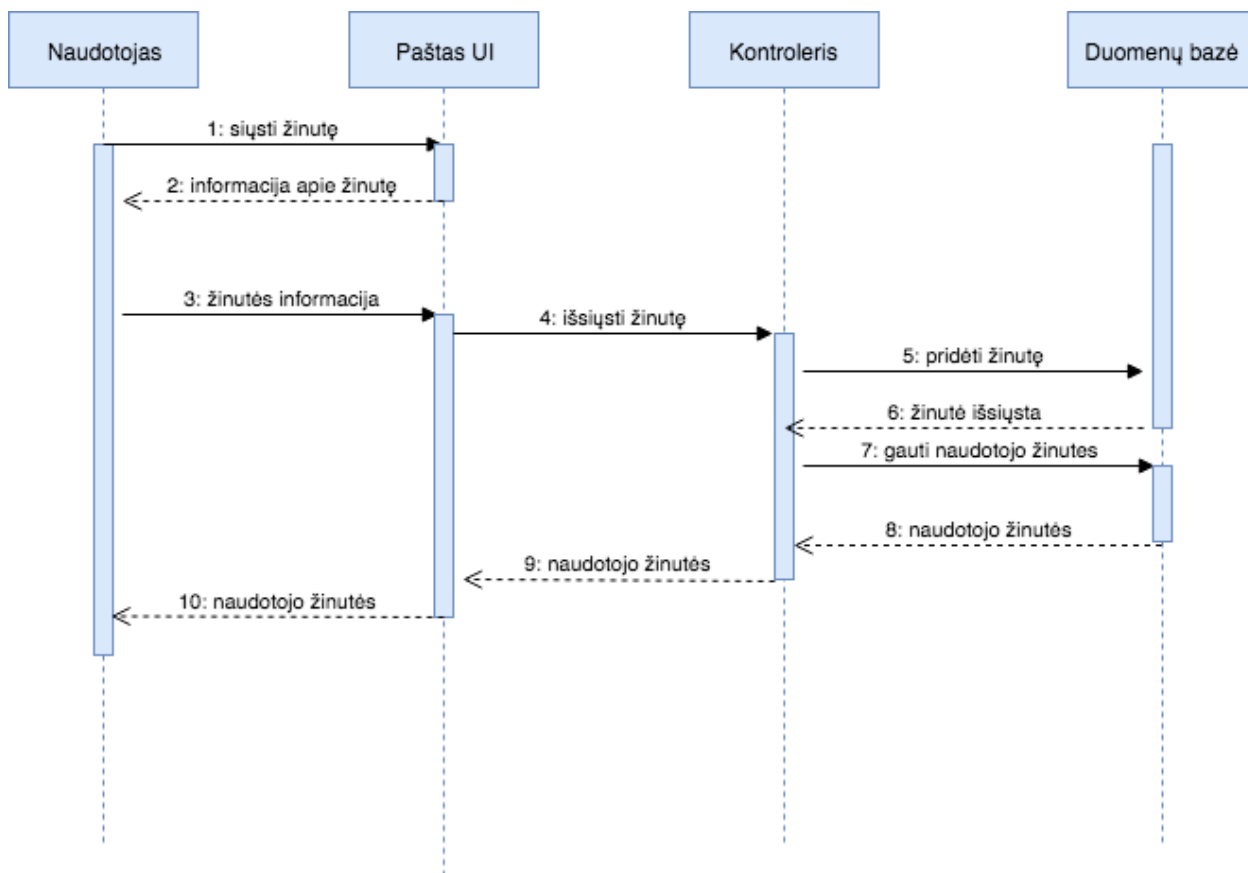 Naudotojas
Paštas UI
Kontroleris
Duomenų bazė
1: siųsti žinutę
2: informacija apie žinutę
3: žinutės informacija
4: išsiųsti žinutę
5: pridėti žinutę
6: žinutė išsiųsta
7: gauti naudotojo žinutes
8: naudotojo žinutės
9: naudotojo žinutės
10: naudotojo žinutės